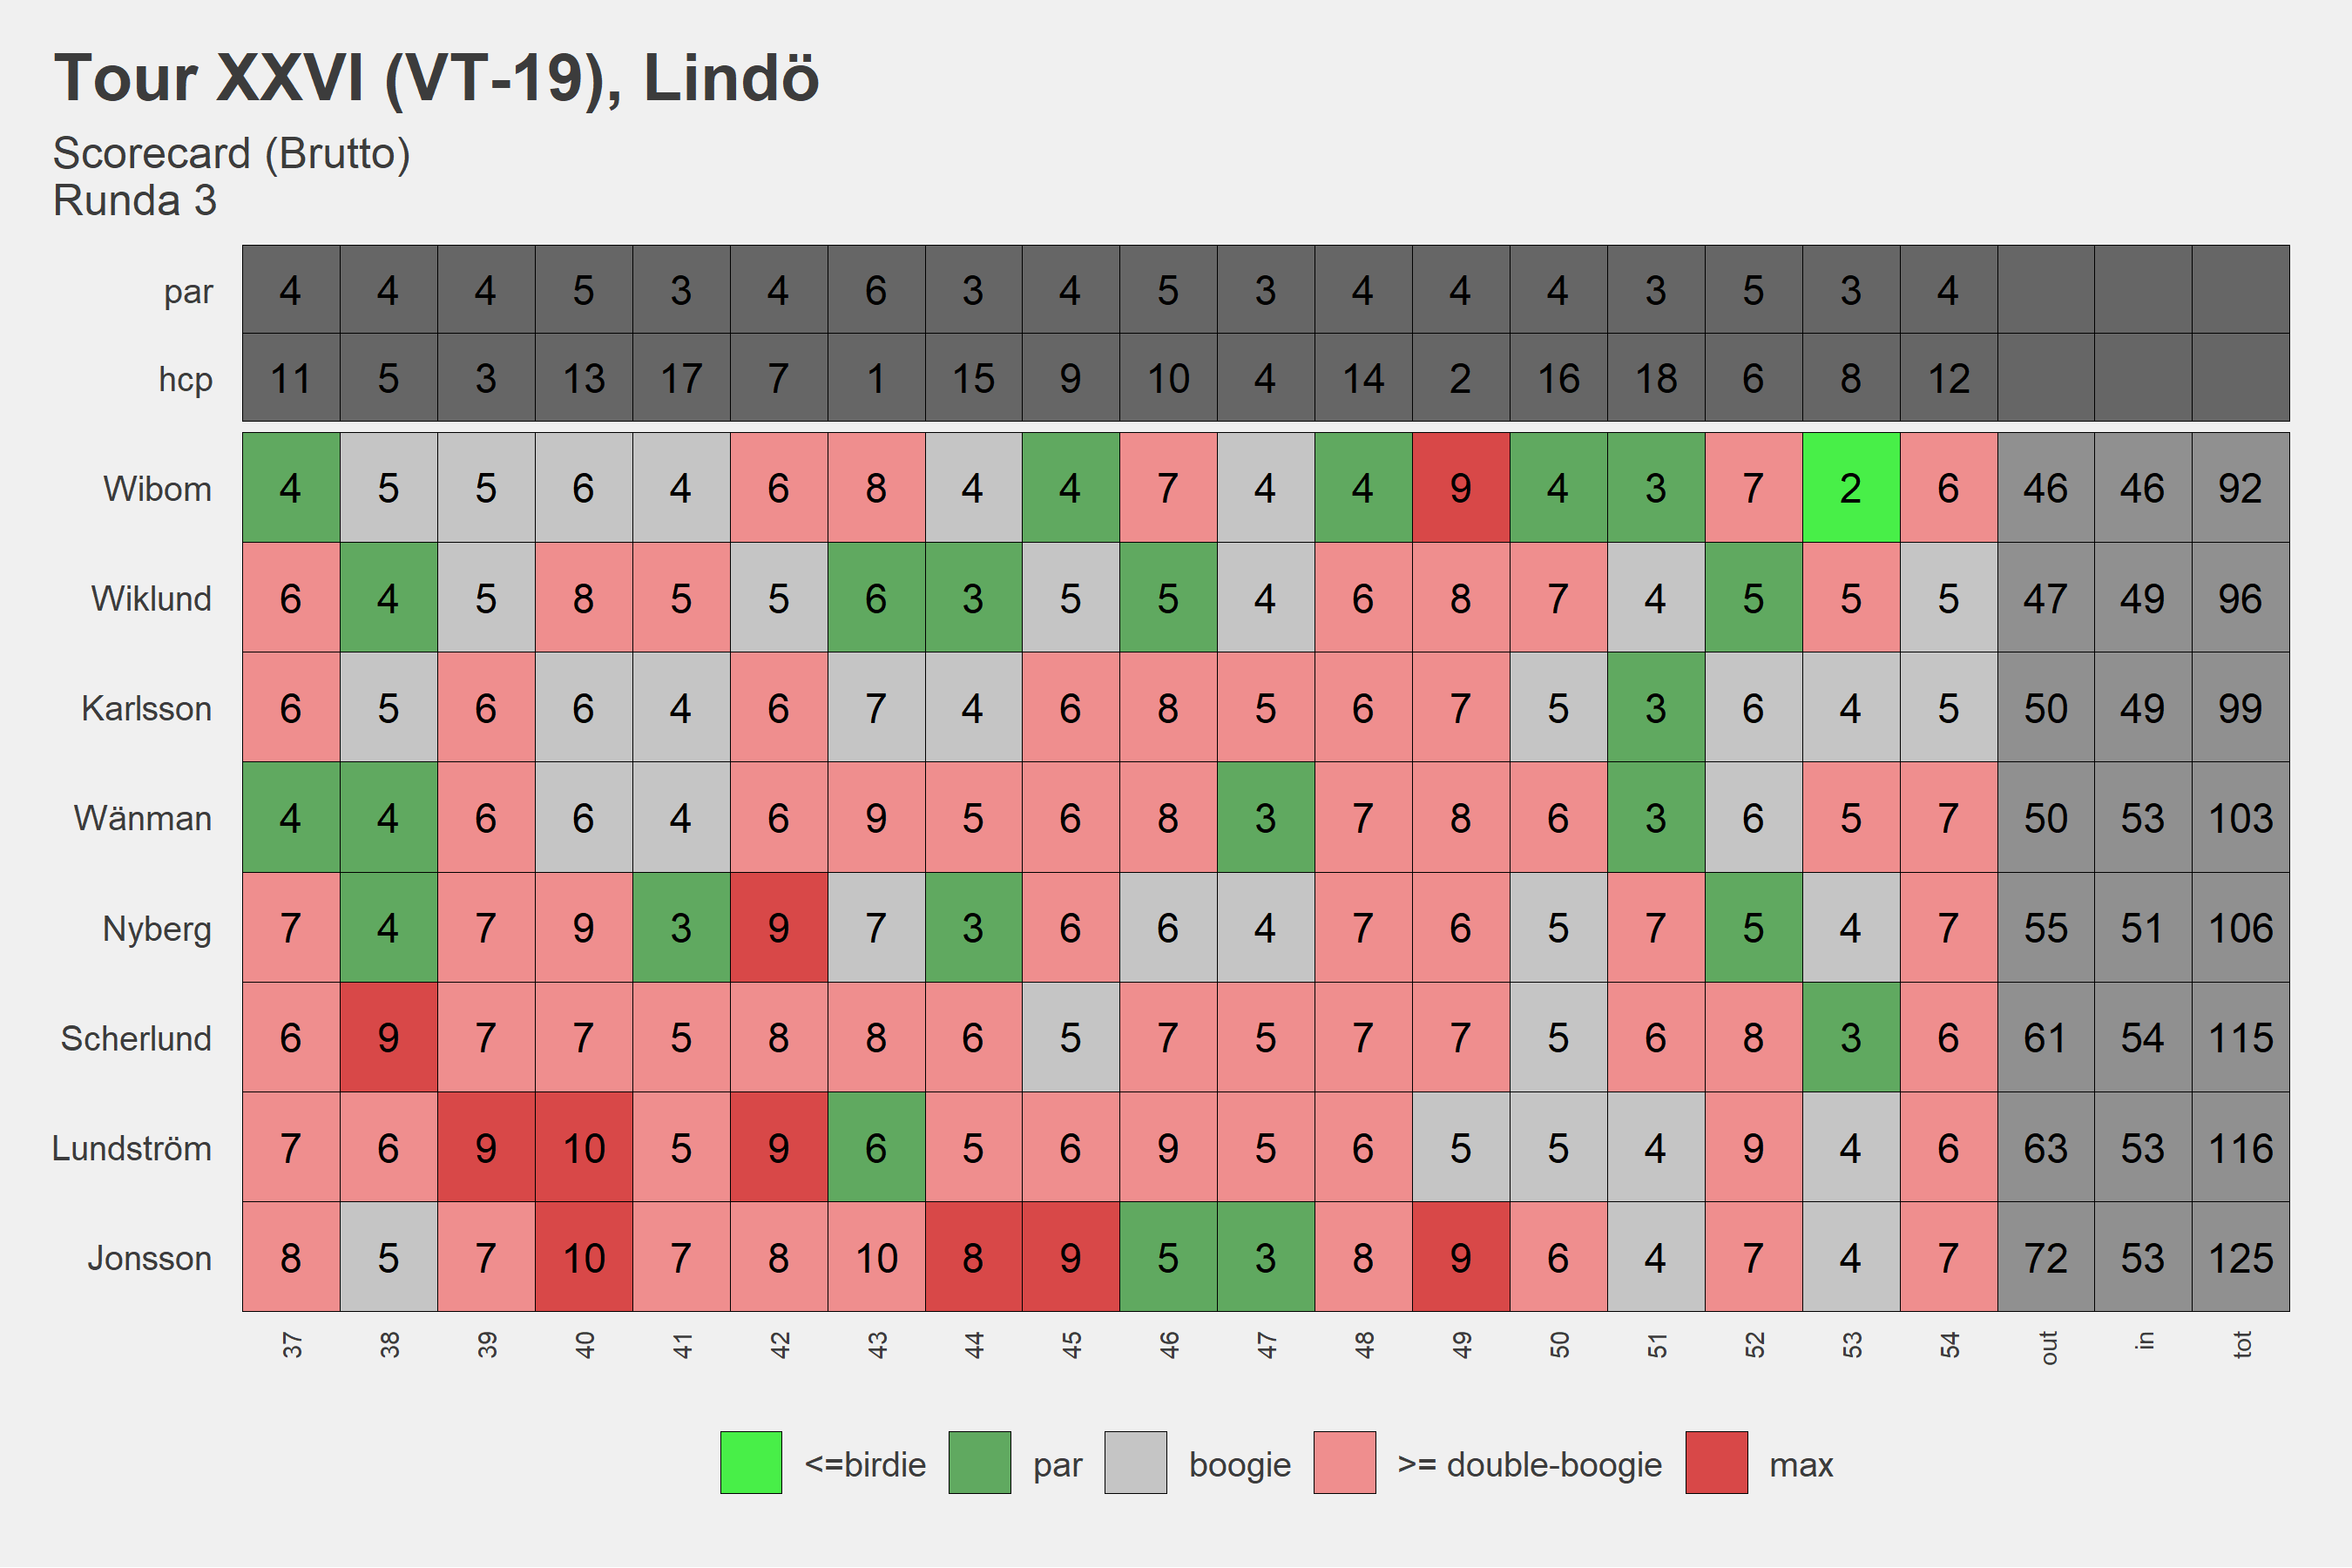 Tour XXVI (VT-19), Lindö
Scorecard (Brutto)
Runda 3
par 4 4 4 5 3 4 6 3 4 5 3 4 4 4 3 5 3 4
hcp 11 5 3 13 17 7 1 15 9 10 4 14 2 16 18 6 8 12
Wibom 4 5 5 6 4 6 8 4 4 7 4 4 9 4 3 7 2 6 46 46 92
Wiklund 6 4 5 8 5 5 6 3 5 5 4 6 8 7 4 5 5 5 47 49 96
Karlsson 6 5 6 6 4 6 7 4 6 8 5 6 7 5 3 6 4 5 50 49 99
Wänman 4 4 6 6 4 6 9 5 6 8 3 7 8 6 3 6 5 7 50 53 103
Nyberg 7 4 7 9 3 9 7 3 6 6 4 7 6 5 7 5 4 7 55 51 106
Scherlund 6 9 7 7 5 8 8 6 5 7 5 7 7 5 6 8 3 6 61 54 115
Lundström 7 6 9 10 5 9 6 5 6 9 5 6 5 5 4 9 4 6 63 53 116
Jonsson 8 5 7 10 7 8 10 8 9 5 3 8 9 6 4 7 4 7 72 53 125
37 38 39 40 41 42 43 44 45 46 47 48 49 50 51 52 53 54 out in tot
<=birdie par boogie >= double-boogie max